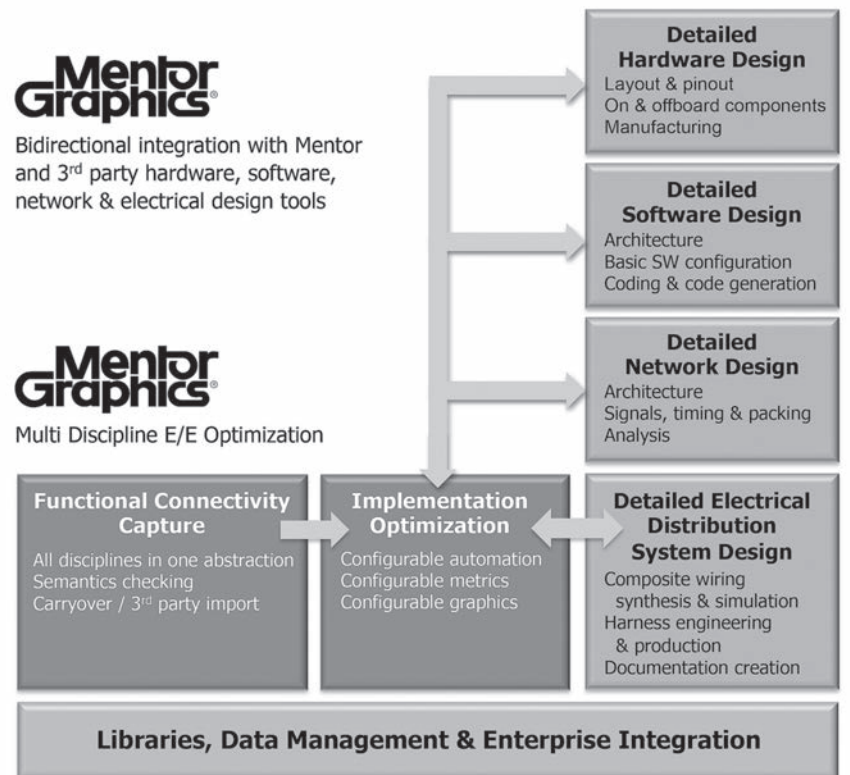 Mentor
Graphics®
Bidirectional integration with Mentor
and 3rd party hardware, software,
network & electrical design tools
Mentor
Graphics®
Multi Discipline E/E Optimization
Detailed
Hardware Design
Layout & pinout
On & offboard components
Manufacturing
Detailed
Software Design
Architecture
Basic SW configuration
Coding & code generation
Detailed
Network Design
Architecture
Signals, timing & packing
Analysis
Functional Connectivity
Capture
All disciplines in one abstraction
Semantics checking
Carryover / 3rd party import
Implementation
Optimization
Configurable automation
Configurable metrics
Configurable graphics
Detailed Electrical
Distribution
System Design
Composite wiring
synthesis & simulation
Harness engineering
& production
Documentation creation
Libraries, Data Management & Enterprise Integration